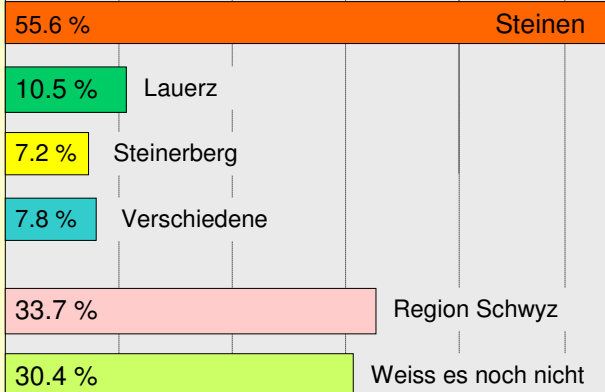 55.6 % Steinen
10.5 % Lauerz
7.2 % Steinerberg
7.8 % Verschiedene
33.7 % Region Schwyz
30.4 % Weiss es noch nicht